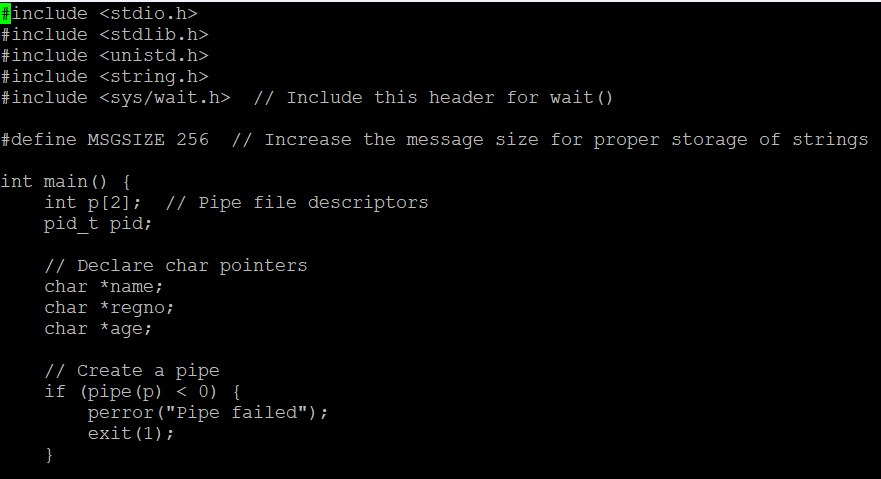 #include <stdio.h>
#include <stdlib.h>
#include <unistd.h>
#include <string.h>
#include <sys/wait.h>  // Include this header for wait()

#define MSGSIZE 256  // Increase the message size for proper storage of strings

int main() {
    int p[2];  // Pipe file descriptors
    pid_t pid;

    // Declare char pointers
    char *name;
    char *regno;
    char *age;

    // Create a pipe
    if (pipe(p) < 0) {
        perror("Pipe failed");
        exit(1);
    }